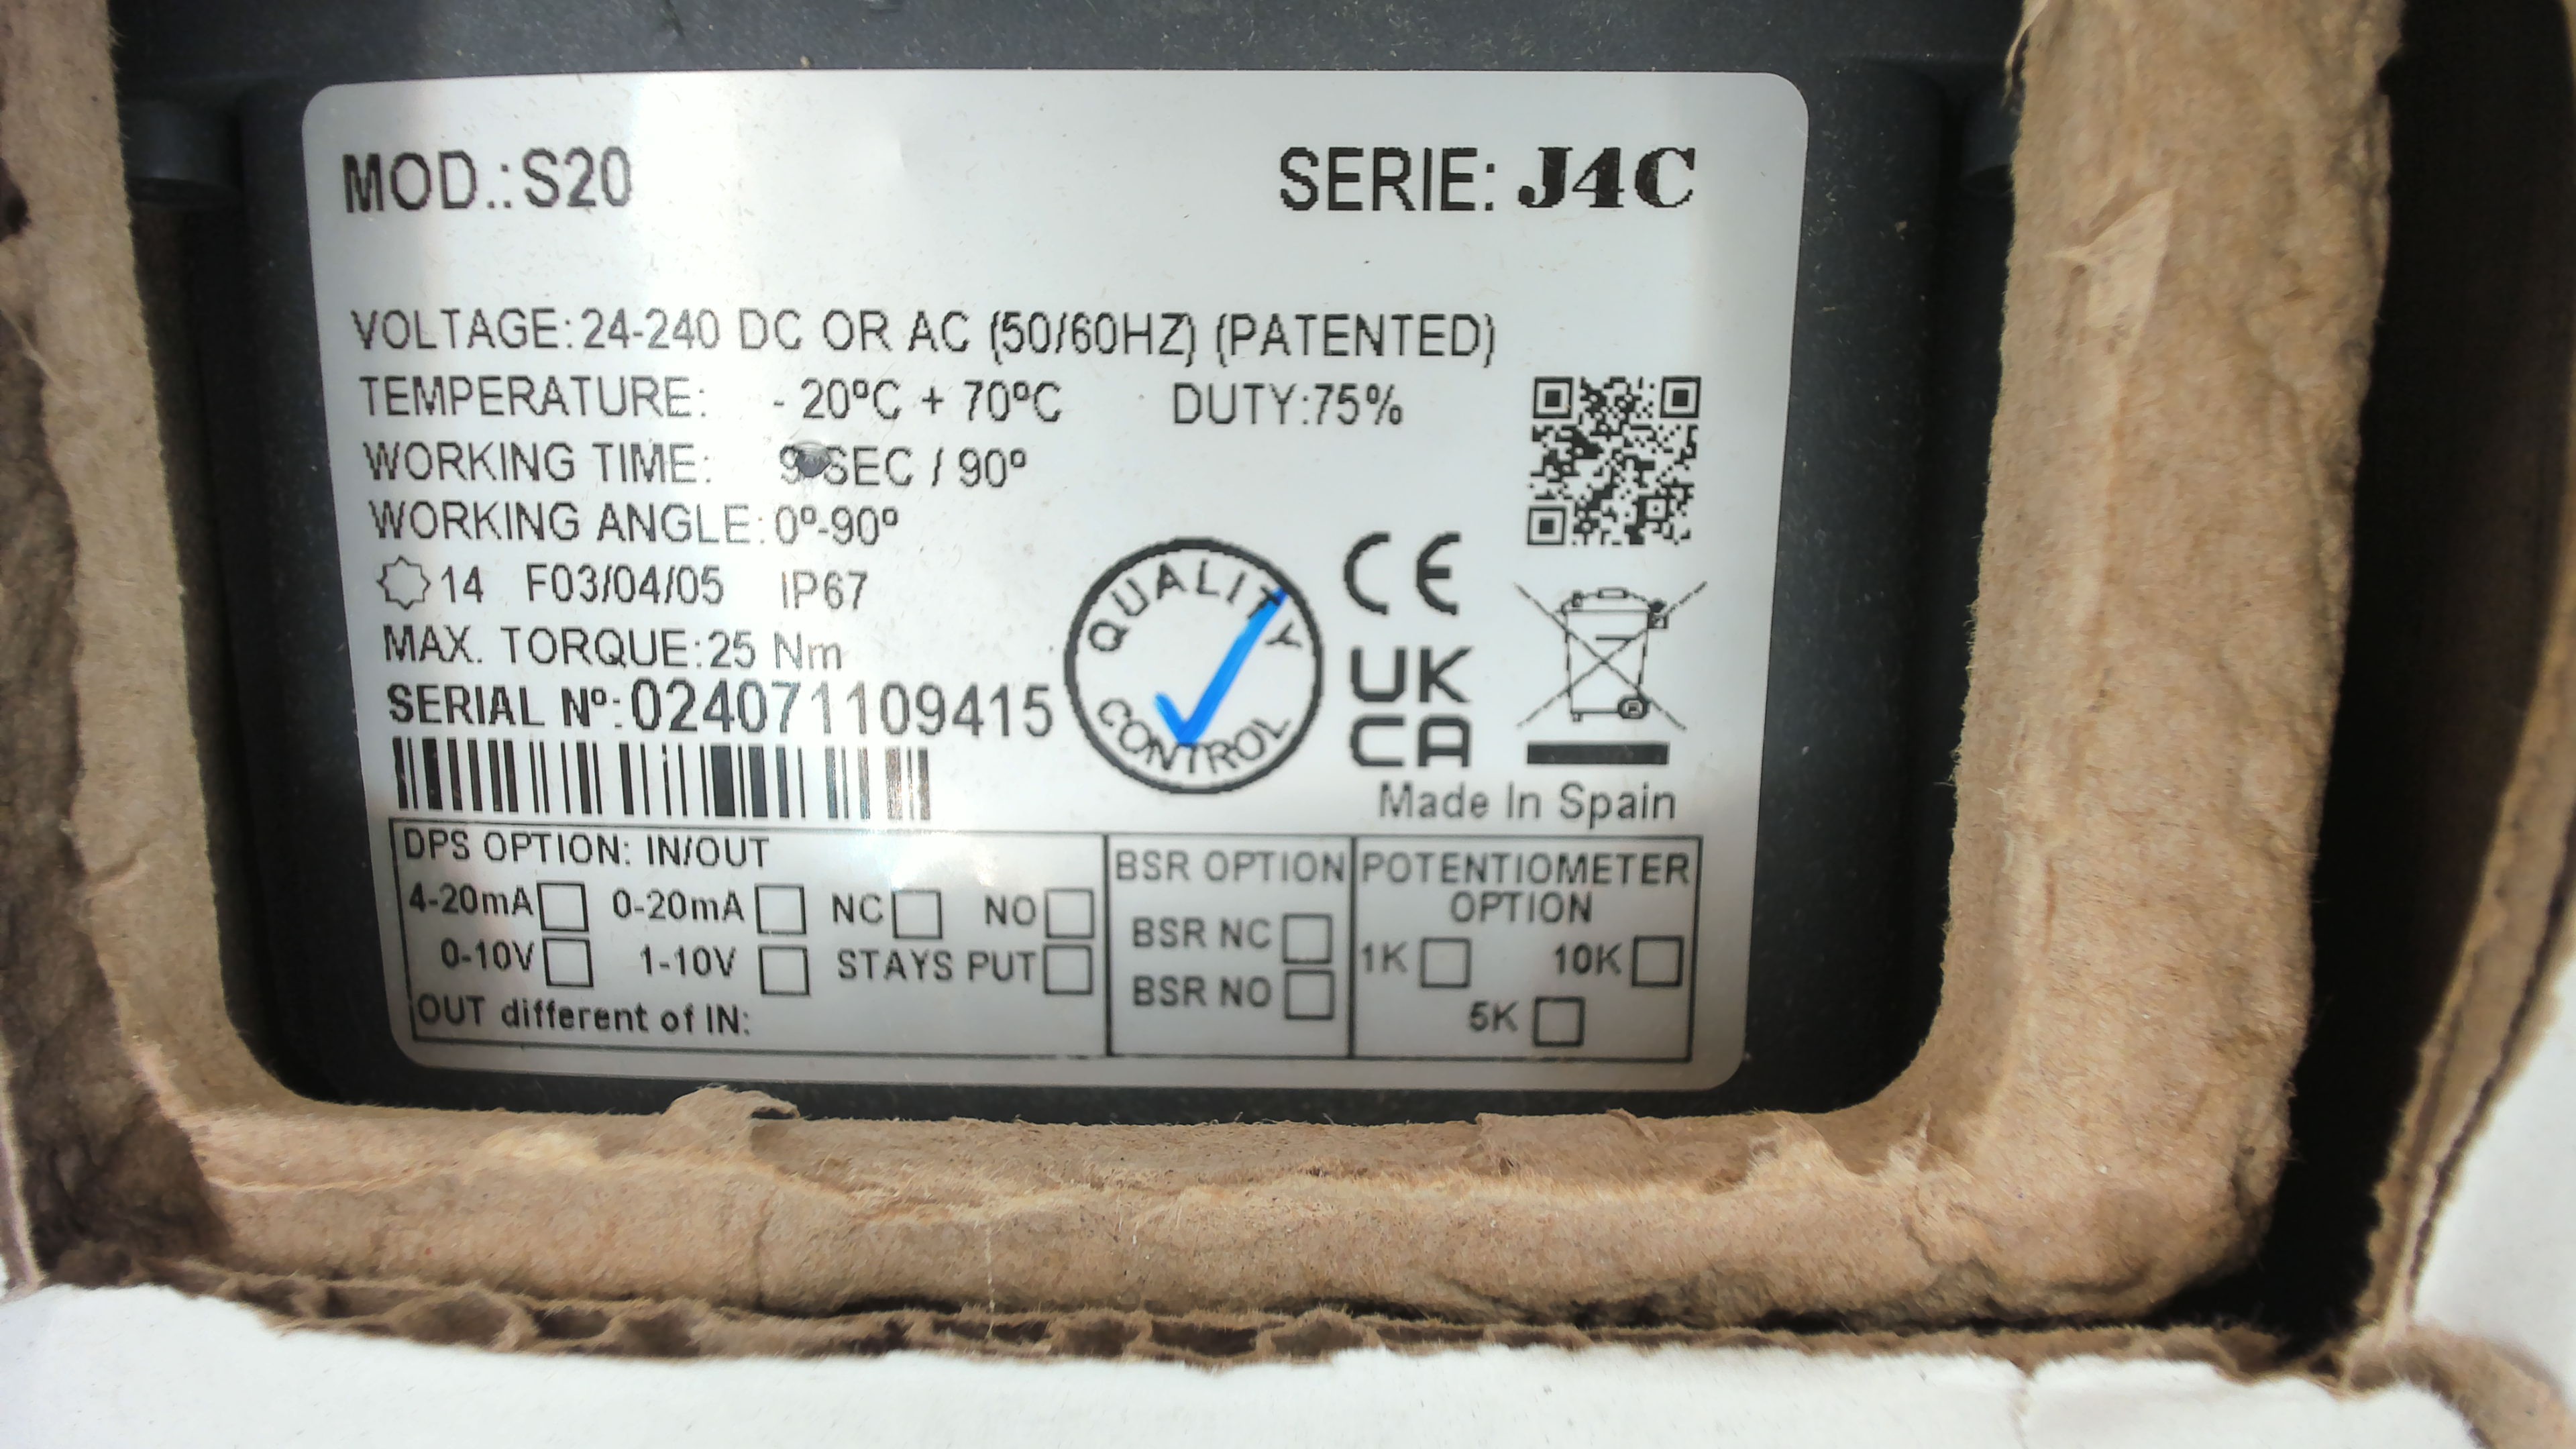 MOD.: S20 SERIE: J4C
VOLTAGE: 24-240 DC OR AC (50/60HZ) (PATENTED)
TEMPERATURE: - 20ºC + 70ºC DUTY:75%
WORKING TIME: 9 SEC / 90º
WORKING ANGLE: 0º-90º
14 F03/04/05 IP67
MAX. TORQUE: 25 Nm
SERIAL Nº: 024071109415
QUALITY CONTROL
CE
UK
CA
Made In Spain
DPS OPTION: IN/OUT
4-20mA 0-20mA NC NO
0-10V 1-10V STAYS PUT
OUT different of IN:
BSR OPTION
BSR NC
BSR NO
POTENTIOMETER
OPTION
1K 10K
5K